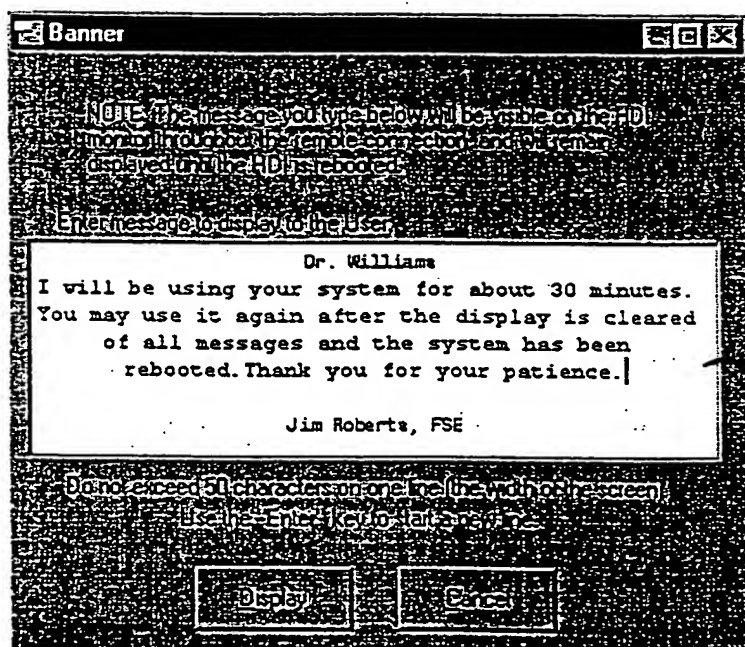 Banner
NOTE: The message you type below will be visible on the HDI
monitor throughout the remote connection, and will remain
displayed until the HDI is rebooted.
Enter message to display to the User:
Dr. Williams
I will be using your system for about 30 minutes.
You may use it again after the display is cleared
of all messages and the system has been
rebooted.Thank you for your patience.
Jim Roberts, FSE
Do not exceed 50 characters on one line (the width of the screen).
Use the <Enter> Key to start a new line.
Display Cancel